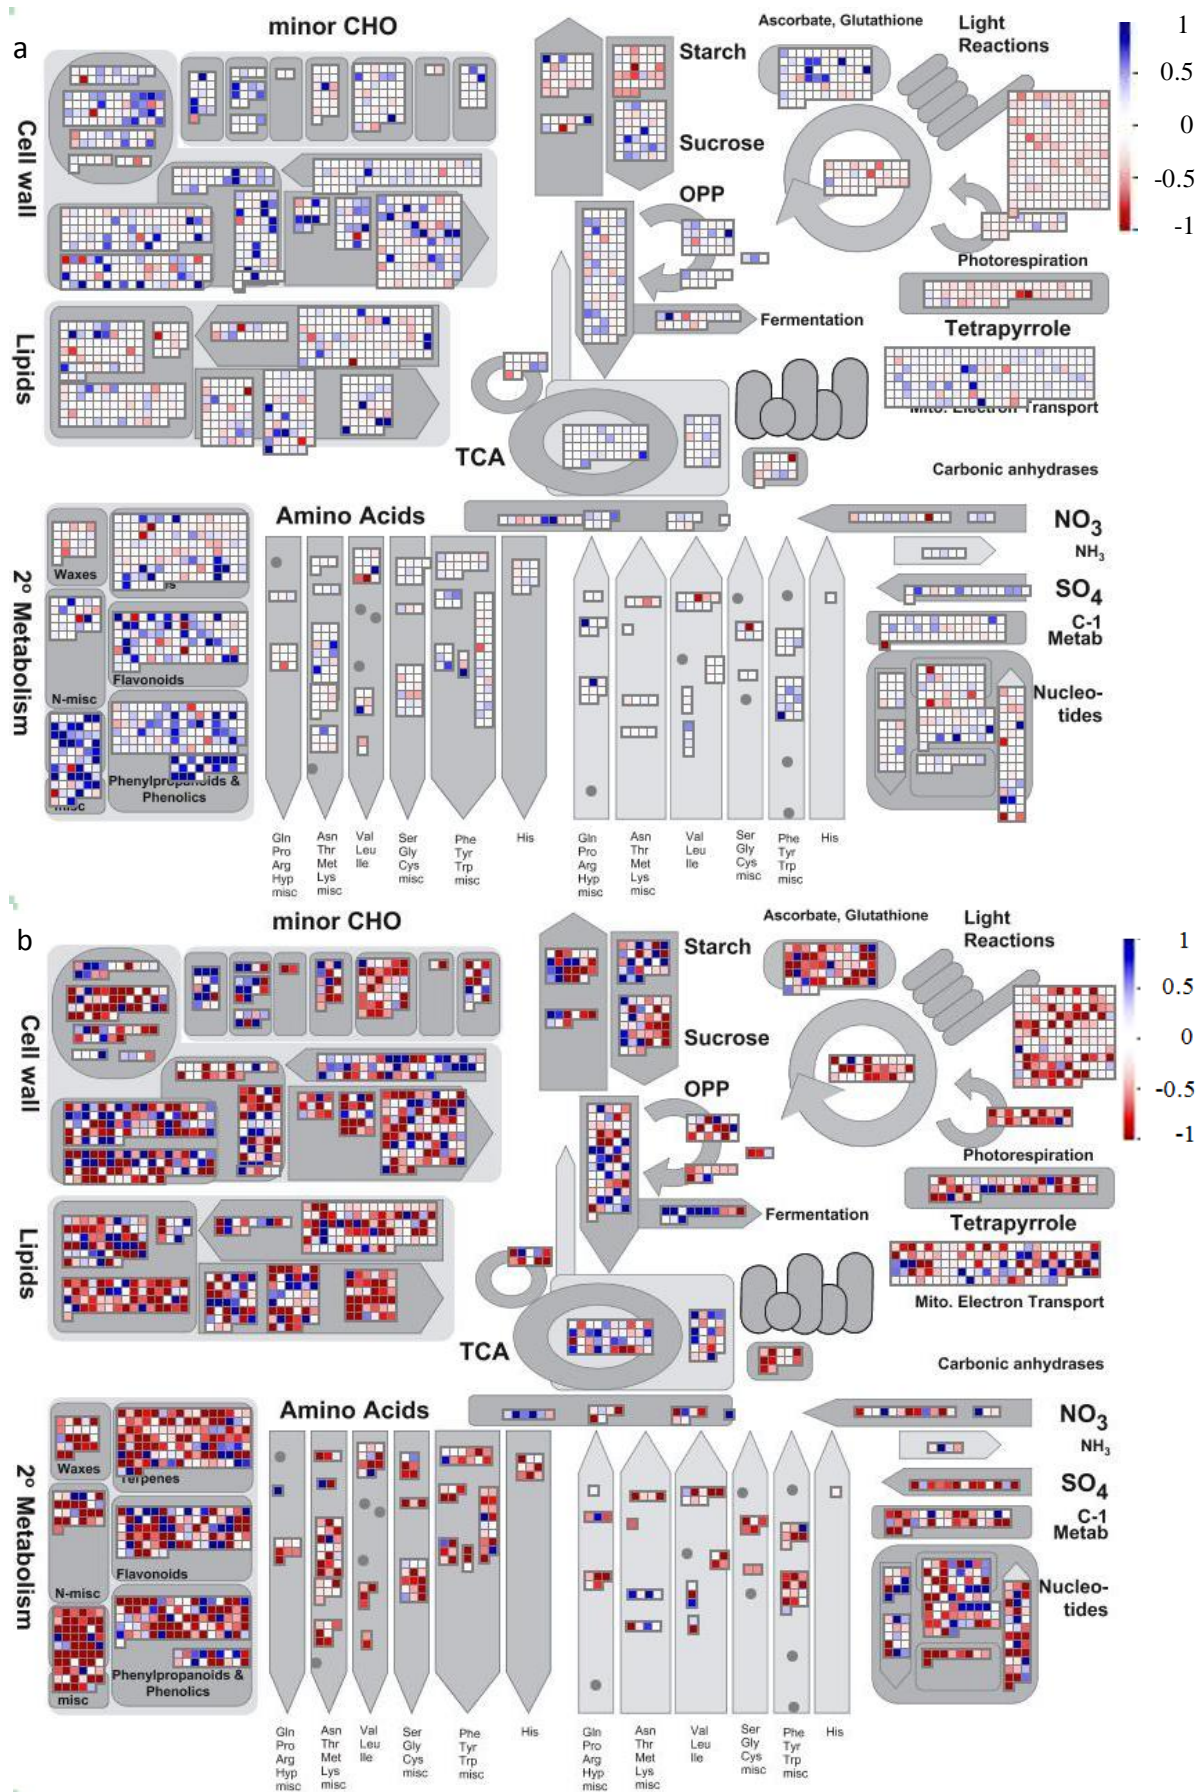 a
minor CHO
Ascorbate, Glutathione
Light
Reactions
1
0.5
0
-0.5
-1
Starch
Sucrose
OPP
Cell wall
Photorespiration
Fermentation
Tetrapyrrole
Lipids
Mito. Electron Transport
TCA
Carbonic anhydrases
Amino Acids
NO3
NH3
SO4
C-1
Metab
Nucleo-
tides
2º Metabolism
Waxes
s
Flavonoids
N-misc
Phenylpropanoids &
Phenolics
misc
Gln
Pro
Arg
Hyp
misc
Asn
Thr
Met
Lys
misc
Val
Leu
Ile
Ser
Gly
Cys
misc
Phe
Tyr
Trp
misc
His
Gln
Pro
Arg
Hyp
misc
Asn
Thr
Met
Lys
misc
Val
Leu
Ile
Ser
Gly
Cys
misc
Phe
Tyr
Trp
misc
His
b
minor CHO
Ascorbate, Glutathione
Light
Reactions
1
0.5
0
-0.5
-1
Starch
Sucrose
OPP
Cell wall
Photorespiration
Fermentation
Tetrapyrrole
Lipids
Mito. Electron Transport
TCA
Carbonic anhydrases
Amino Acids
NO3
NH3
SO4
C-1
Metab
Nucleo-
tides
2º Metabolism
Waxes
Terpenes
Flavonoids
N-misc
Phenylpropanoids &
Phenolics
misc
Gln
Pro
Arg
Hyp
misc
Asn
Thr
Met
Lys
misc
Val
Leu
Ile
Ser
Gly
Cys
misc
Phe
Tyr
Trp
misc
His
Gln
Pro
Arg
Hyp
misc
Asn
Thr
Met
Lys
misc
Val
Leu
Ile
Ser
Gly
Cys
misc
Phe
Tyr
Trp
misc
His